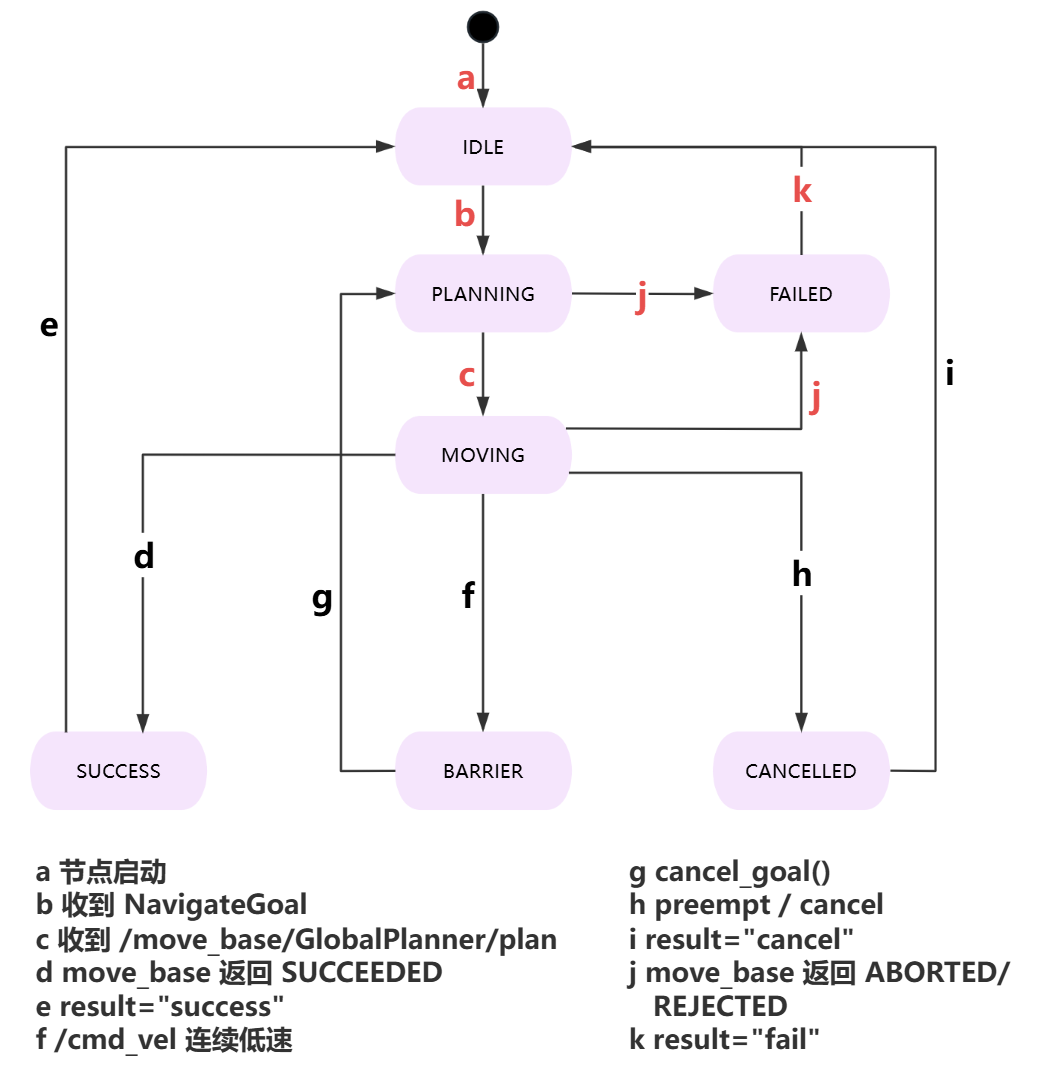 a
IDLE
b
k
PLANNING
j
FAILED
e
c
j
i
MOVING
d
g
f
h
SUCCESS
BARRIER
CANCELLED
a 节点启动
b 收到 NavigateGoal
c 收到 /move_base/GlobalPlanner/plan
d move_base 返回 SUCCEEDED
e result="success"
f /cmd_vel 连续低速
g cancel_goal()
h preempt / cancel
i result="cancel"
j move_base 返回 ABORTED/
REJECTED
k result="fail"